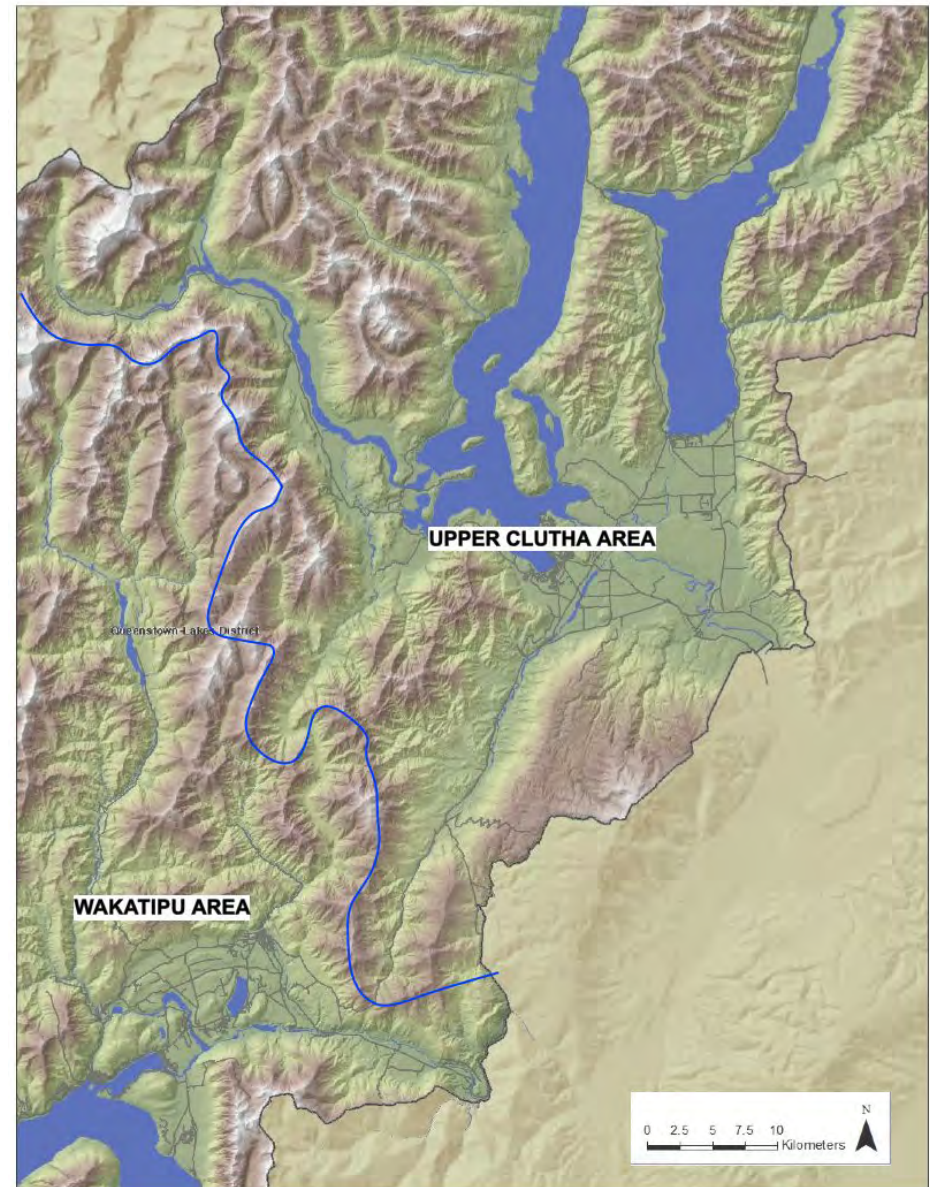 UPPER CLUTHA AREA
Queenstown-Lakes District
WAKATIPU AREA
N
0 2.5 5 7.5 10
Kilometers